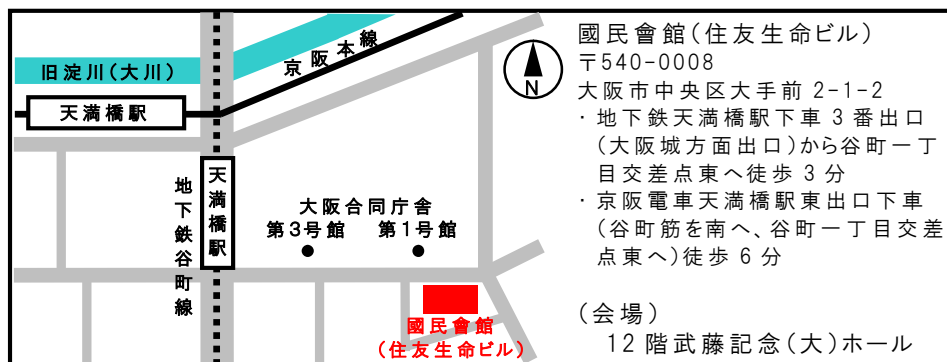 旧淀川(大川)
京阪本線
天満橋駅
地下鉄谷町線
天満橋駅
大阪合同庁舎
第3号館 第1号館
國民會館
(住友生命ビル)
N
國民會館(住友生命ビル)
〒540-0008
大阪市中央区大手前 2-1-2
・地下鉄天満橋駅下車 3 番出口
(大阪城方面出口)から谷町一丁
目交差点東へ徒歩 3 分
・京阪電車天満橋駅東出口下車
(谷町筋を南へ、谷町一丁目交差
点東へ)徒歩 6 分
(会場)
12 階武藤記念(大)ホール